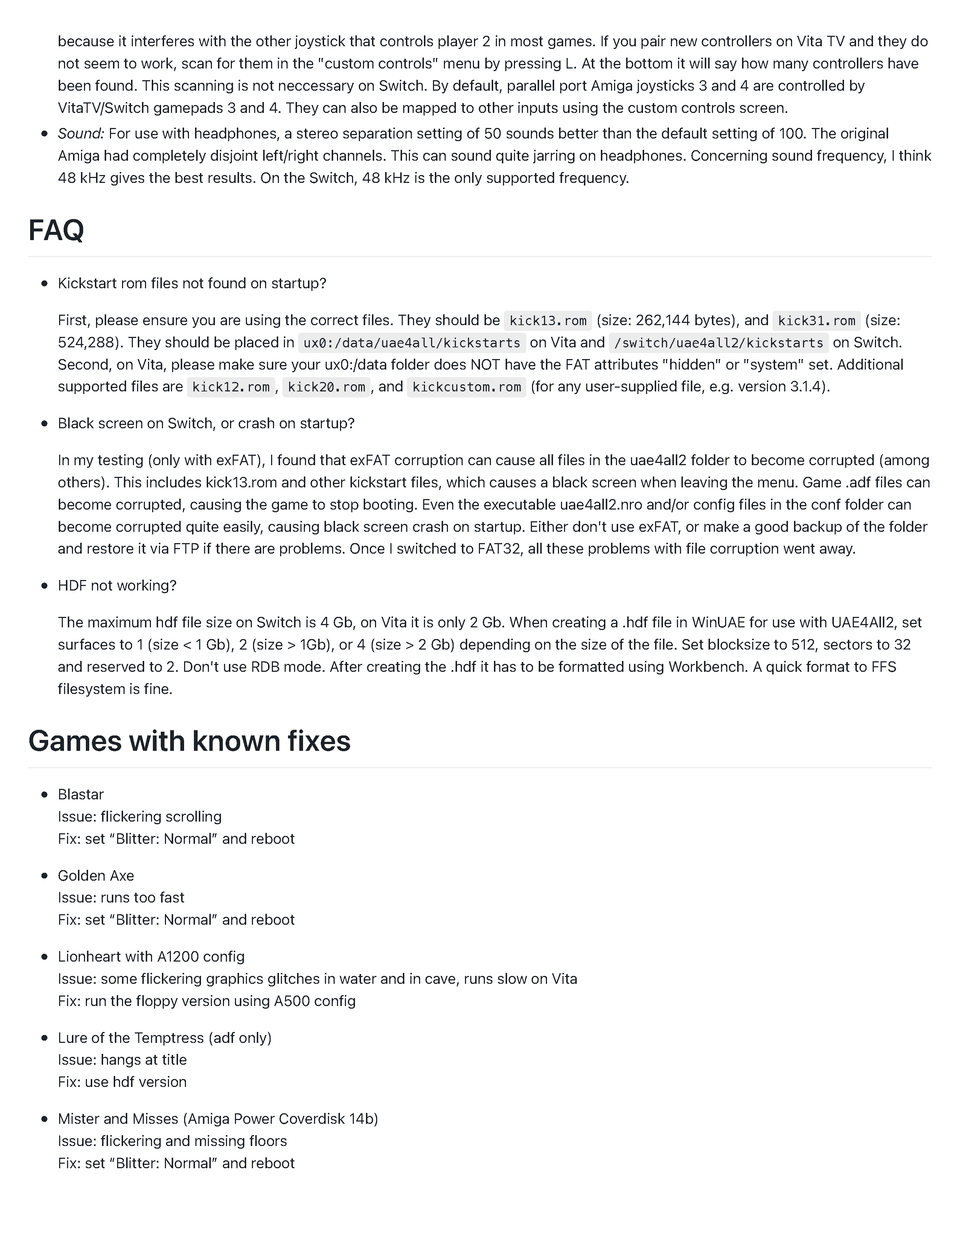 because it interferes with the other joystick that controls player 2 in most games. If you pair new controllers on Vita TV and they do
not seem to work, scan for them in the "custom controls" menu by pressing L. At the bottom it will say how many controllers have
been found. This scanning is not neccessary on Switch. By default, parallel port Amiga joysticks 3 and 4 are controlled by
VitaTV/Switch gamepads 3 and 4. They can also be mapped to other inputs using the custom controls screen.
• Sound: For use with headphones, a stereo separation setting of 50 sounds better than the default setting of 100. The original
Amiga had completely disjoint left/right channels. This can sound quite jarring on headphones. Concerning sound frequency, I think
48 kHz gives the best results. On the Switch, 48 kHz is the only supported frequency.
FAQ
• Kickstart rom files not found on startup?
First, please ensure you are using the correct files. They should be kick13.rom (size: 262,144 bytes), and kick31.rom (size:
524,288). They should be placed in ux0:/data/uae4all/kickstarts on Vita and /switch/uae4all2/kickstarts on Switch.
Second, on Vita, please make sure your ux0:/data folder does NOT have the FAT attributes "hidden" or "system" set. Additional
supported files are kick12.rom, kick20.rom, and kickcustom.rom (for any user-supplied file, e.g. version 3.1.4).
• Black screen on Switch, or crash on startup?
In my testing (only with exFAT), I found that exFAT corruption can cause all files in the uae4all2 folder to become corrupted (among
others). This includes kick13.rom and other kickstart files, which causes a black screen when leaving the menu. Game .adf files can
become corrupted, causing the game to stop booting. Even the executable uae4all2.nro and/or config files in the conf folder can
become corrupted quite easily, causing black screen crash on startup. Either don't use exFAT, or make a good backup of the folder
and restore it via FTP if there are problems. Once I switched to FAT32, all these problems with file corruption went away.
• HDF not working?
The maximum hdf file size on Switch is 4 Gb, on Vita it is only 2 Gb. When creating a .hdf file in WinUAE for use with UAE4All2, set
surfaces to 1 (size < 1 Gb), 2 (size > 1Gb), or 4 (size > 2 Gb) depending on the size of the file. Set blocksize to 512, sectors to 32
and reserved to 2. Don't use RDB mode. After creating the .hdf it has to be formatted using Workbench. A quick format to FFS
filesystem is fine.
Games with known fixes
• Blastar
Issue: flickering scrolling
Fix: set “Blitter: Normal” and reboot
• Golden Axe
Issue: runs too fast
Fix: set “Blitter: Normal” and reboot
• Lionheart with A1200 config
Issue: some flickering graphics glitches in water and in cave, runs slow on Vita
Fix: run the floppy version using A500 config
• Lure of the Temptress (adf only)
Issue: hangs at title
Fix: use hdf version
• Mister and Misses (Amiga Power Coverdisk 14b)
Issue: flickering and missing floors
Fix: set “Blitter: Normal” and reboot